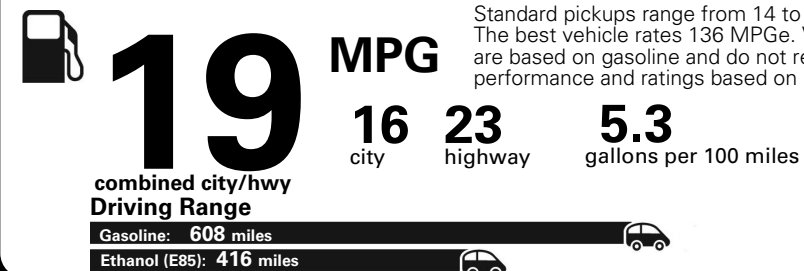 Standard pickups range from 14 to
The best vehicle rates 136 MPGe.
are based on gasoline and do not
performance and ratings based on
19
MPG
16 23 5.3
city highway gallons per 100 miles
combined city/hwy
Driving Range
Gasoline: 608 miles
Ethanol (E85): 416 miles